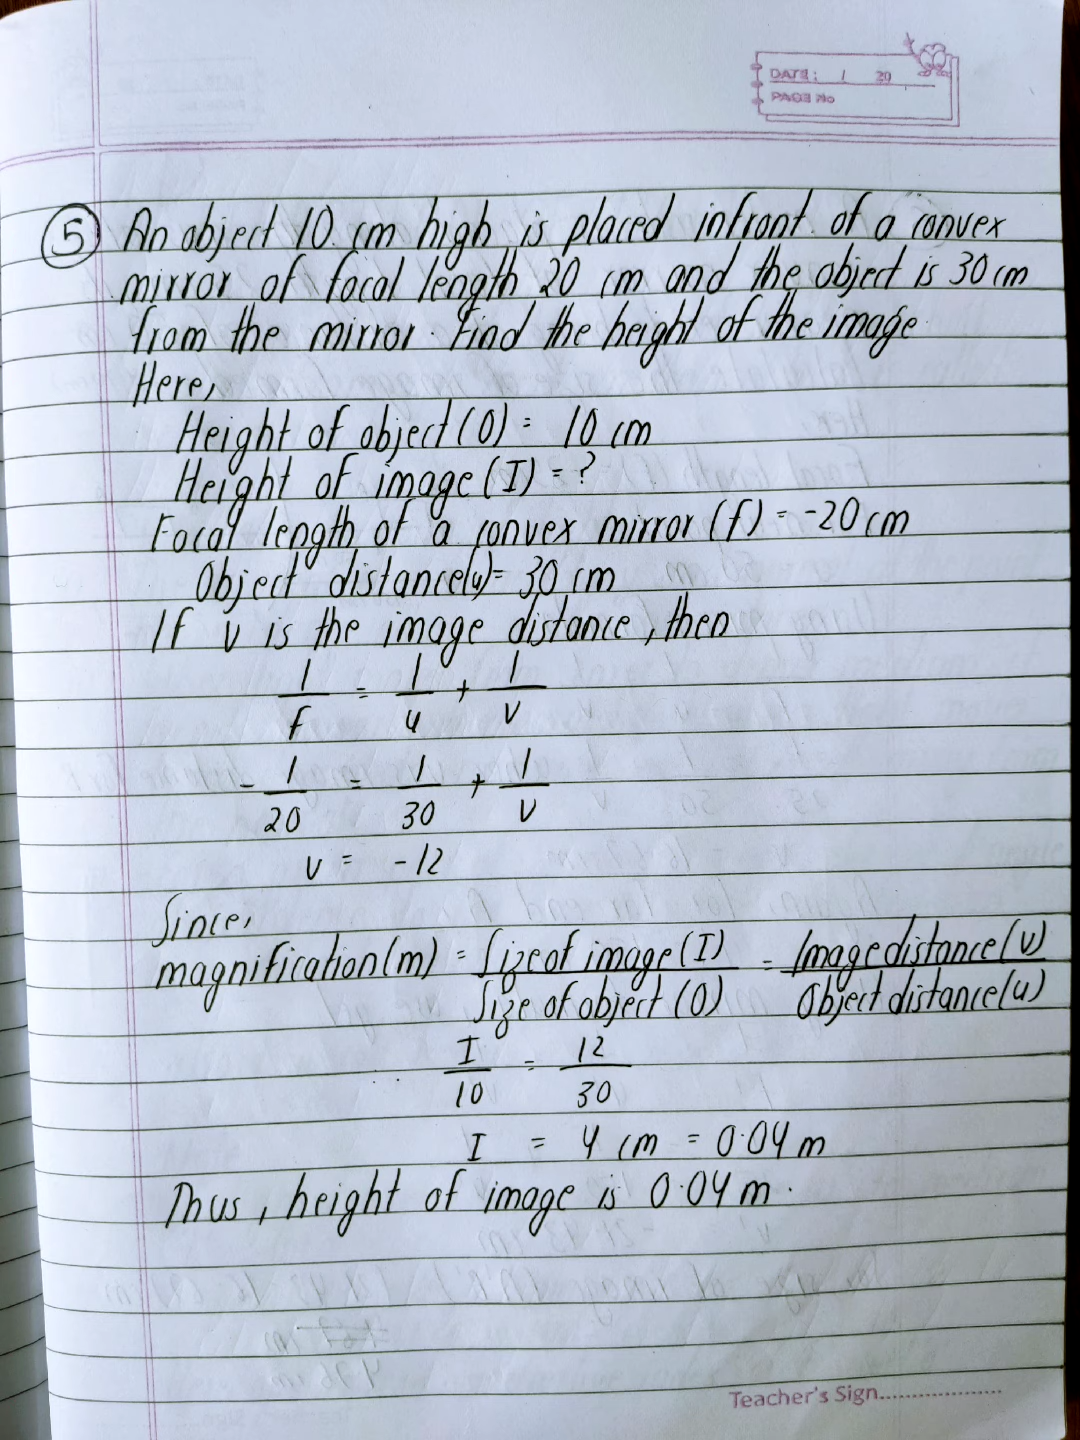 DATE: / 20
PAGE No
⑤ An object 10 cm high is placed infront of a convex
mirror of focal length 20 cm and the object is 30 cm
from the mirror. Find the height of the image
Here,
Height of object (O) = 10 cm
Height of image (I) = ?
Focal length of a convex mirror (f) = -20 cm
Object distance(u)= 30 cm
If v is the image distance, then
1/f = 1/u + 1/v
- 1/20 = 1/30 + 1/v
v = -12
Since,
magnification(m) = Size of image (I) / Size of object (O) = Image distance(v) / Object distance(u)
I/10 = 12/30
I = 4 cm = 0.04 m
Thus, height of image is 0.04 m.
Teacher's Sign....................